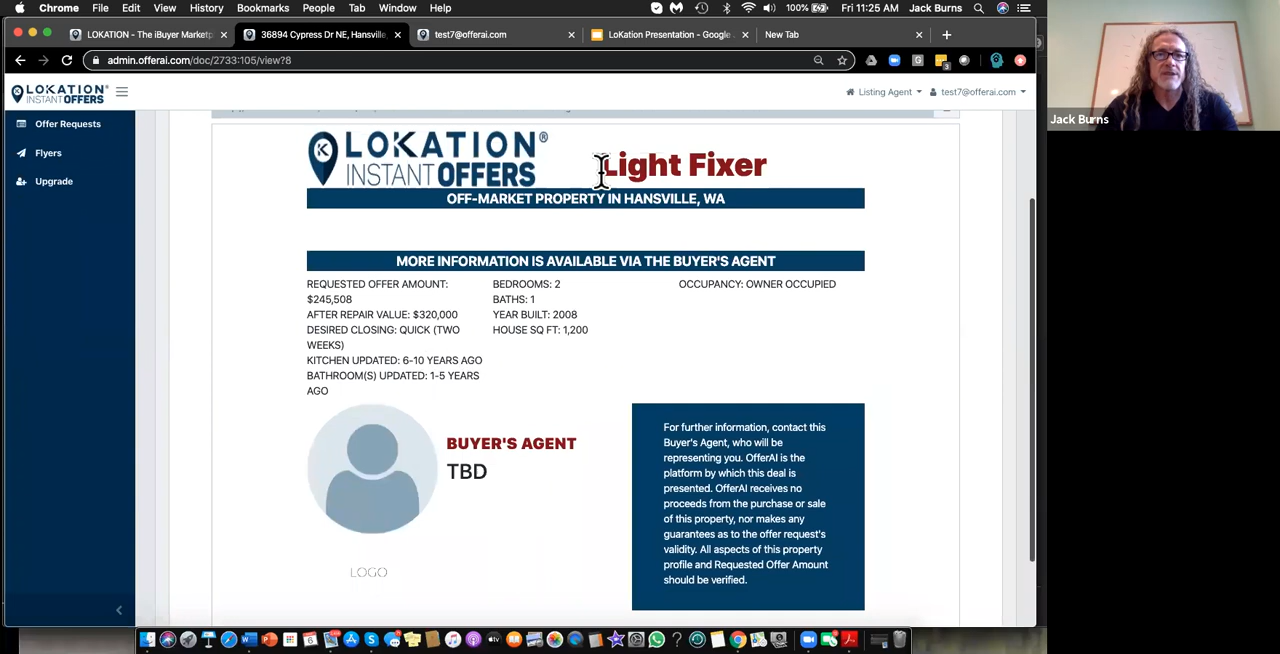 Chrome File Edit View History Bookmarks People Tab Window Help 100% Fri 11:25 AM Jack Burns
LOKATION - The iBuyer Marketp × 36894 Cypress Dr NE, Hansville, × test7@offerai.com × LoKation Presentation - Google × New Tab × +
admin.offerai.com/doc/2733:105/view?8
LOKATION®
INSTANT OFFERS
Listing Agent test7@offerai.com
Offer Requests
Flyers
Upgrade
LOKATION®
INSTANT OFFERS
Light Fixer
OFF-MARKET PROPERTY IN HANSVILLE, WA
MORE INFORMATION IS AVAILABLE VIA THE BUYER'S AGENT
REQUESTED OFFER AMOUNT:
$245,508
AFTER REPAIR VALUE: $320,000
DESIRED CLOSING: QUICK (TWO
WEEKS)
KITCHEN UPDATED: 6-10 YEARS AGO
BATHROOM(S) UPDATED: 1-5 YEARS
AGO
BEDROOMS: 2
BATHS: 1
YEAR BUILT: 2008
HOUSE SQ FT: 1,200
OCCUPANCY: OWNER OCCUPIED
BUYER'S AGENT
TBD
LOGO
For further information, contact this
Buyer's Agent, who will be
representing you. OfferAI is the
platform by which this deal is
presented. OfferAI receives no
proceeds from the purchase or sale
of this property, nor makes any
guarantees as to the offer request's
validity. All aspects of this property
profile and Requested Offer Amount
should be verified.
Jack Burns